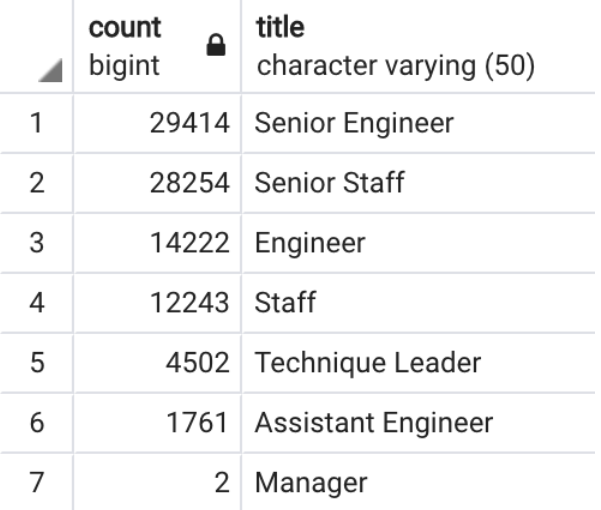 count title
bigint character varying (50)
1 29414 Senior Engineer
2 28254 Senior Staff
3 14222 Engineer
4 12243 Staff
5 4502 Technique Leader
6 1761 Assistant Engineer
7 2 Manager